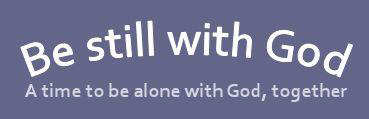 Be still with God
A time to be alone with God, together